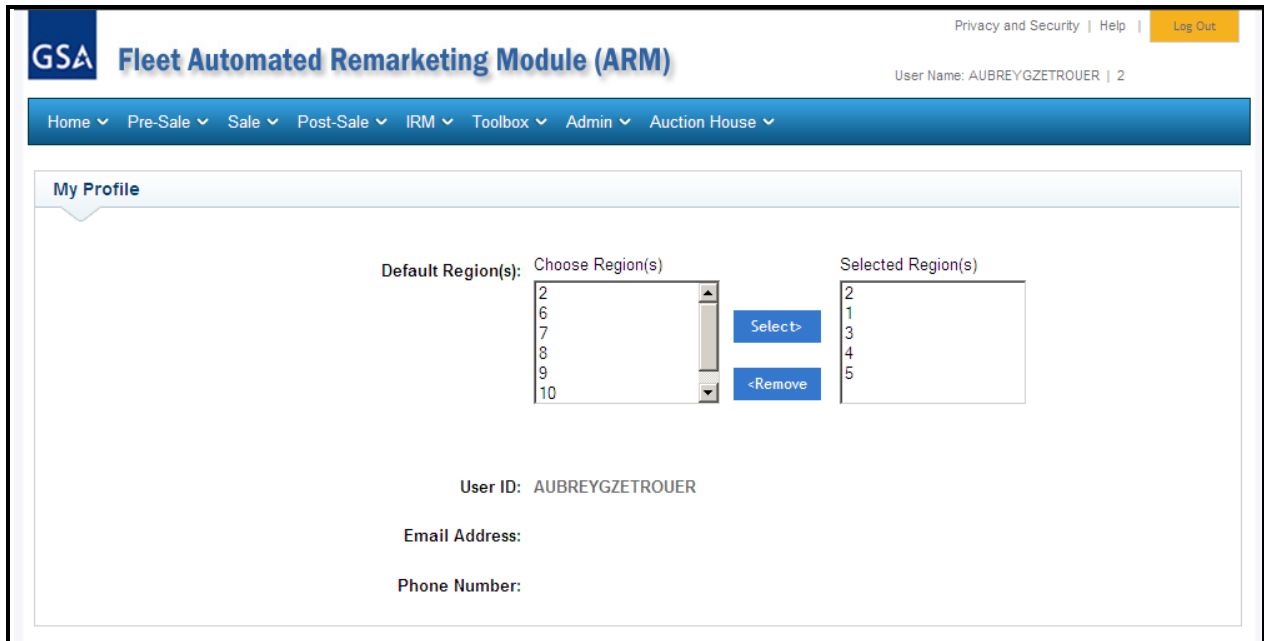 Privacy and Security | Help |
Log Out
GSA
Fleet Automated Remarketing Module (ARM)
User Name: AUBREYGZETROUER | 2
Home Pre-Sale Sale Post-Sale IRM Toolbox Admin Auction House
My Profile
Default Region(s):
Choose Region(s)
2
6
7
8
9
10
Select>
<Remove
Selected Region(s)
2
1
3
4
5
User ID: AUBREYGZETROUER
Email Address:
Phone Number: